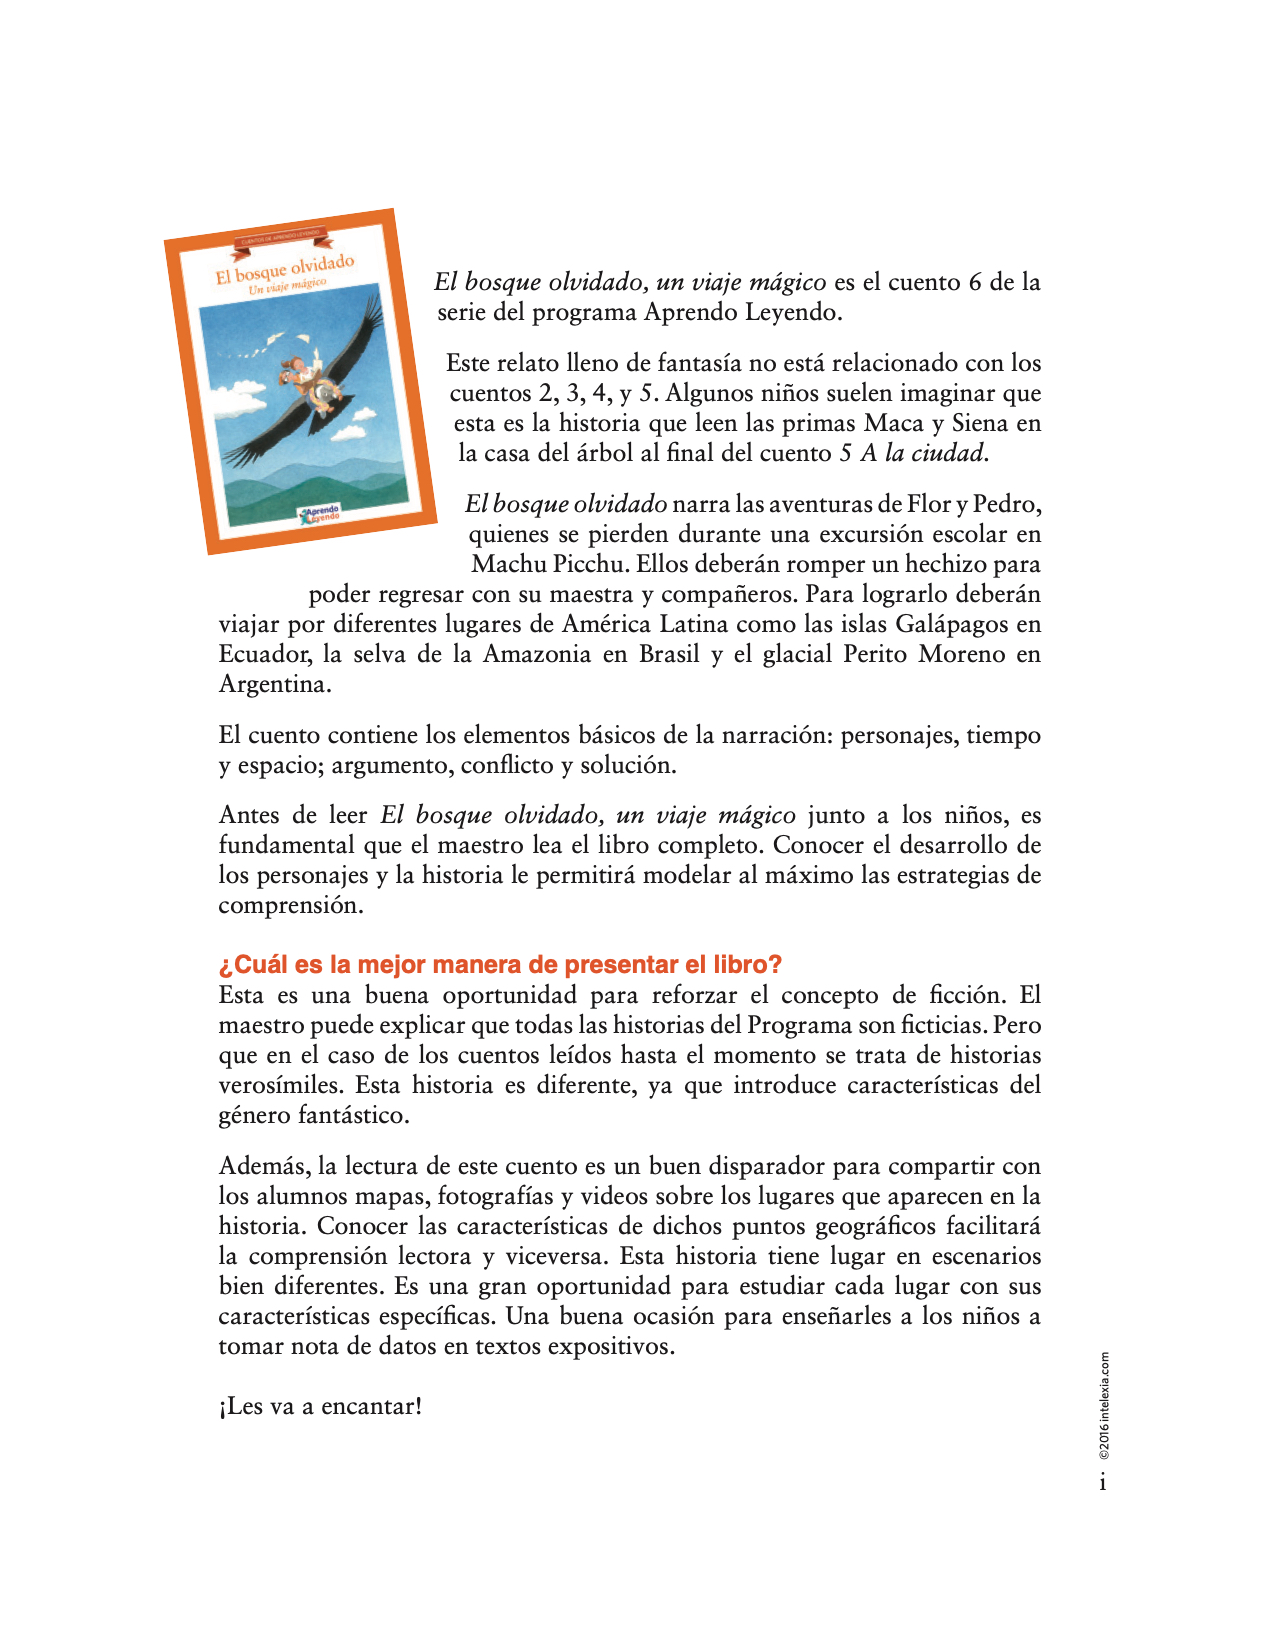 CUENTOS DE APRENDO LEYENDO
El bosque olvidado
Un viaje mágico
Aprendo
Leyendo
El bosque olvidado, un viaje mágico es el cuento 6 de la
serie del programa Aprendo Leyendo.
Este relato lleno de fantasía no está relacionado con los
cuentos 2, 3, 4, y 5. Algunos niños suelen imaginar que
esta es la historia que leen las primas Maca y Siena en
la casa del árbol al final del cuento 5 A la ciudad.
El bosque olvidado narra las aventuras de Flor y Pedro,
quienes se pierden durante una excursión escolar en
Machu Picchu. Ellos deberán romper un hechizo para
poder regresar con su maestra y compañeros. Para lograrlo deberán
viajar por diferentes lugares de América Latina como las islas Galápagos en
Ecuador, la selva de la Amazonia en Brasil y el glacial Perito Moreno en
Argentina.
El cuento contiene los elementos básicos de la narración: personajes, tiempo
y espacio; argumento, conflicto y solución.
Antes de leer El bosque olvidado, un viaje mágico junto a los niños, es
fundamental que el maestro lea el libro completo. Conocer el desarrollo de
los personajes y la historia le permitirá modelar al máximo las estrategias de
comprensión.
¿Cuál es la mejor manera de presentar el libro?
Esta es una buena oportunidad para reforzar el concepto de ficción. El
maestro puede explicar que todas las historias del Programa son ficticias. Pero
que en el caso de los cuentos leídos hasta el momento se trata de historias
verosímiles. Esta historia es diferente, ya que introduce características del
género fantástico.
Además, la lectura de este cuento es un buen disparador para compartir con
los alumnos mapas, fotografías y videos sobre los lugares que aparecen en la
historia. Conocer las características de dichos puntos geográficos facilitará
la comprensión lectora y viceversa. Esta historia tiene lugar en escenarios
bien diferentes. Es una gran oportunidad para estudiar cada lugar con sus
características específicas. Una buena ocasión para enseñarles a los niños a
tomar nota de datos en textos expositivos.
¡Les va a encantar!
©2016 intelexia.com
i